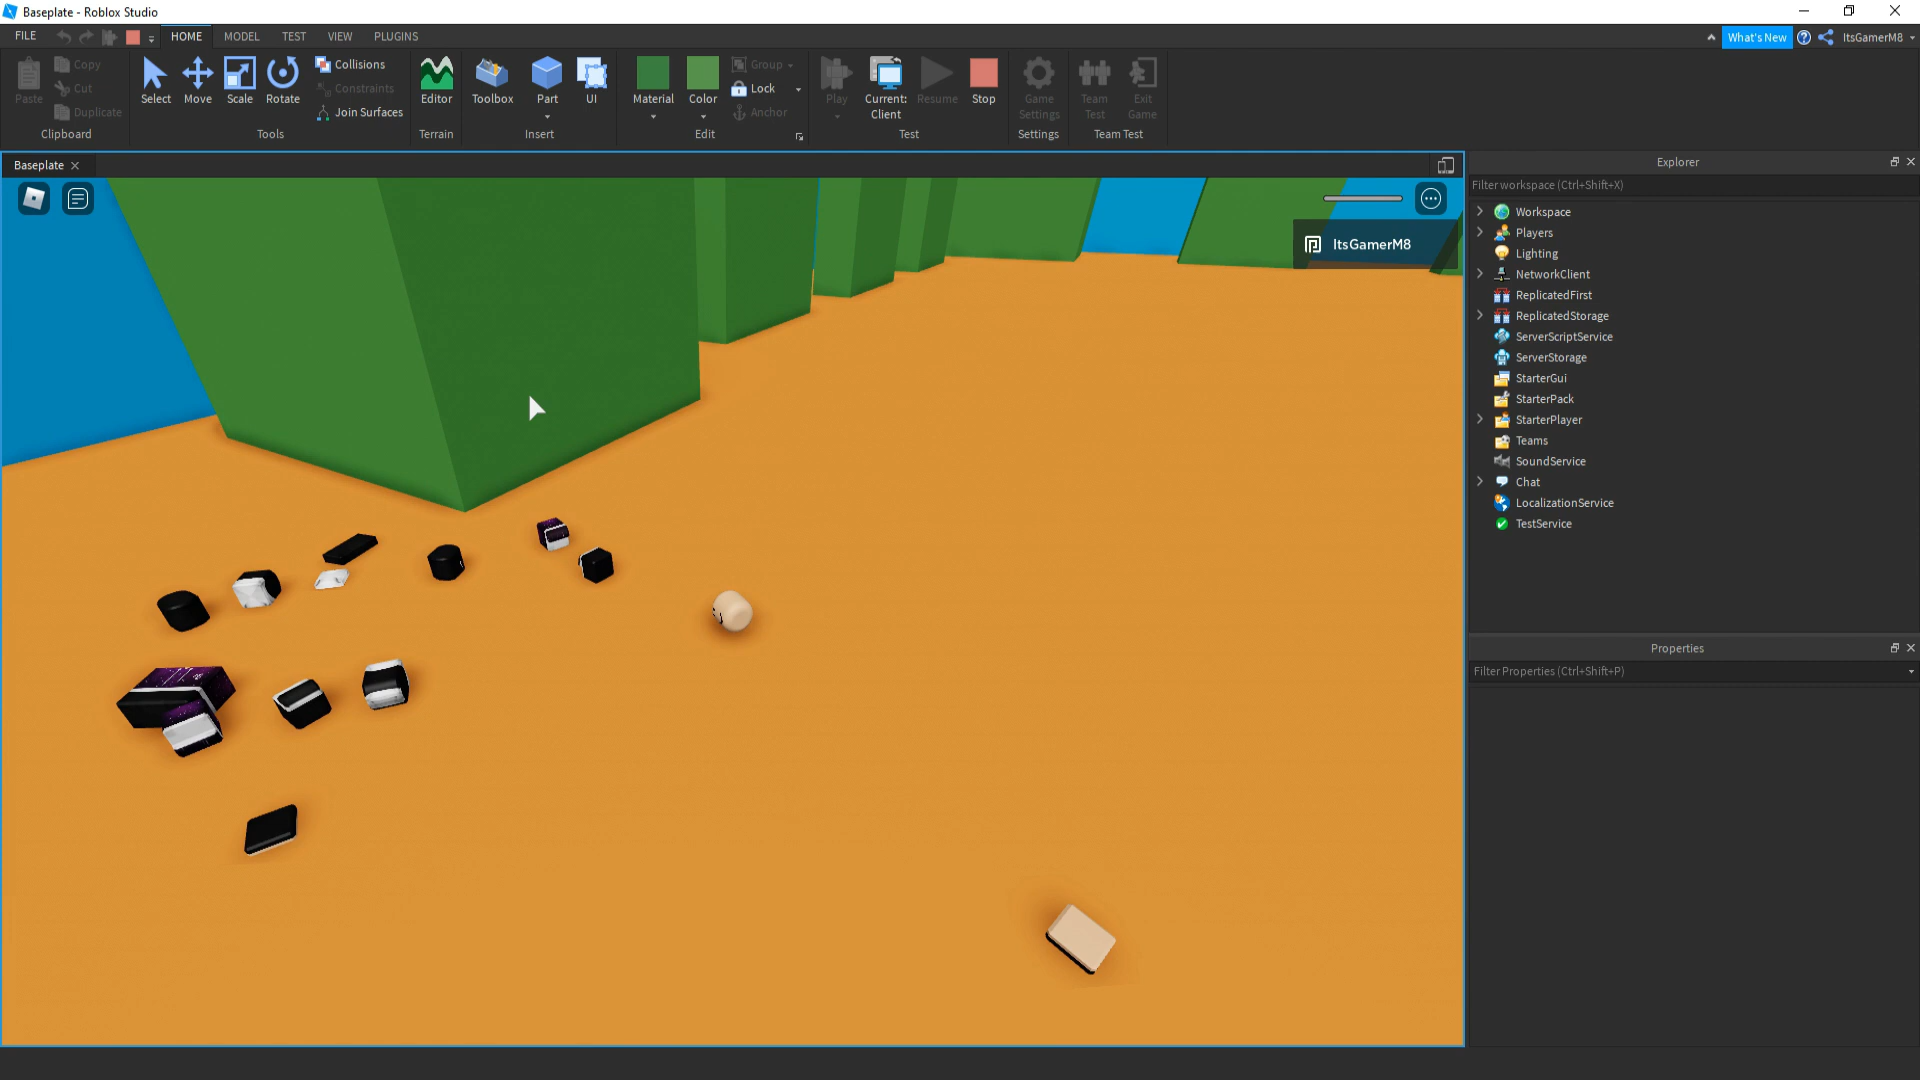 Baseplate - Roblox Studio
FILE HOME MODEL TEST VIEW PLUGINS What's New ItsGamerM8
Paste Copy Cut Duplicate
Clipboard
Select Move Scale Rotate Collisions Constraints Join Surfaces
Tools
Editor
Terrain
Toolbox Part UI
Insert
Material Color Group Lock Anchor
Edit
Play Current: Client Resume Stop
Test
Game Settings
Settings
Team Test Exit Game
Team Test
Baseplate
ItsGamerM8
Explorer
Filter workspace (Ctrl+Shift+X)
Workspace
Players
Lighting
NetworkClient
ReplicatedFirst
ReplicatedStorage
ServerScriptService
ServerStorage
StarterGui
StarterPack
StarterPlayer
Teams
SoundService
Chat
LocalizationService
TestService
Properties
Filter Properties (Ctrl+Shift+P)